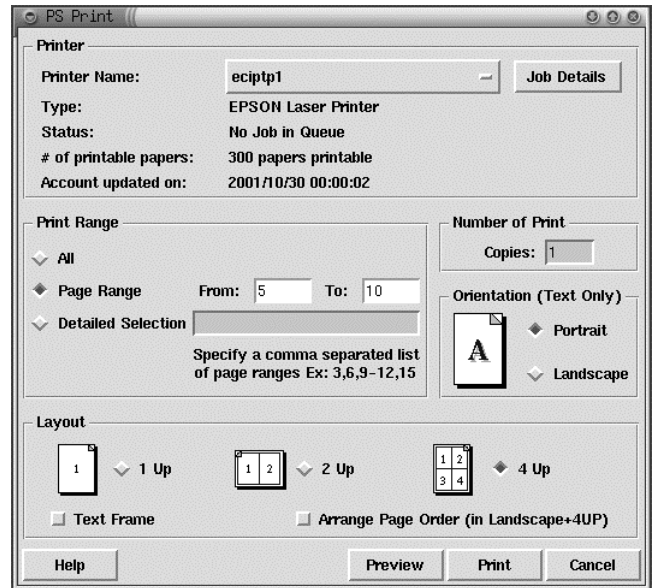 PS Print
Printer
Printer Name: eciptp1 Job Details
Type: EPSON Laser Printer
Status: No Job in Queue
# of printable papers: 300 papers printable
Account updated on: 2001/10/30 00:00:02
Print Range
All
Page Range From: 5 To: 10
Detailed Selection
Specify a comma separated list
of page ranges Ex: 3,6,9-12,15
Number of Print
Copies: 1
Orientation (Text Only)
A
Portrait
Landscape
Layout
1 1 Up 1 2 2 Up 1 2 4 Up
3 4
Text Frame Arrange Page Order (in Landscape+4UP)
Help Preview Print Cancel